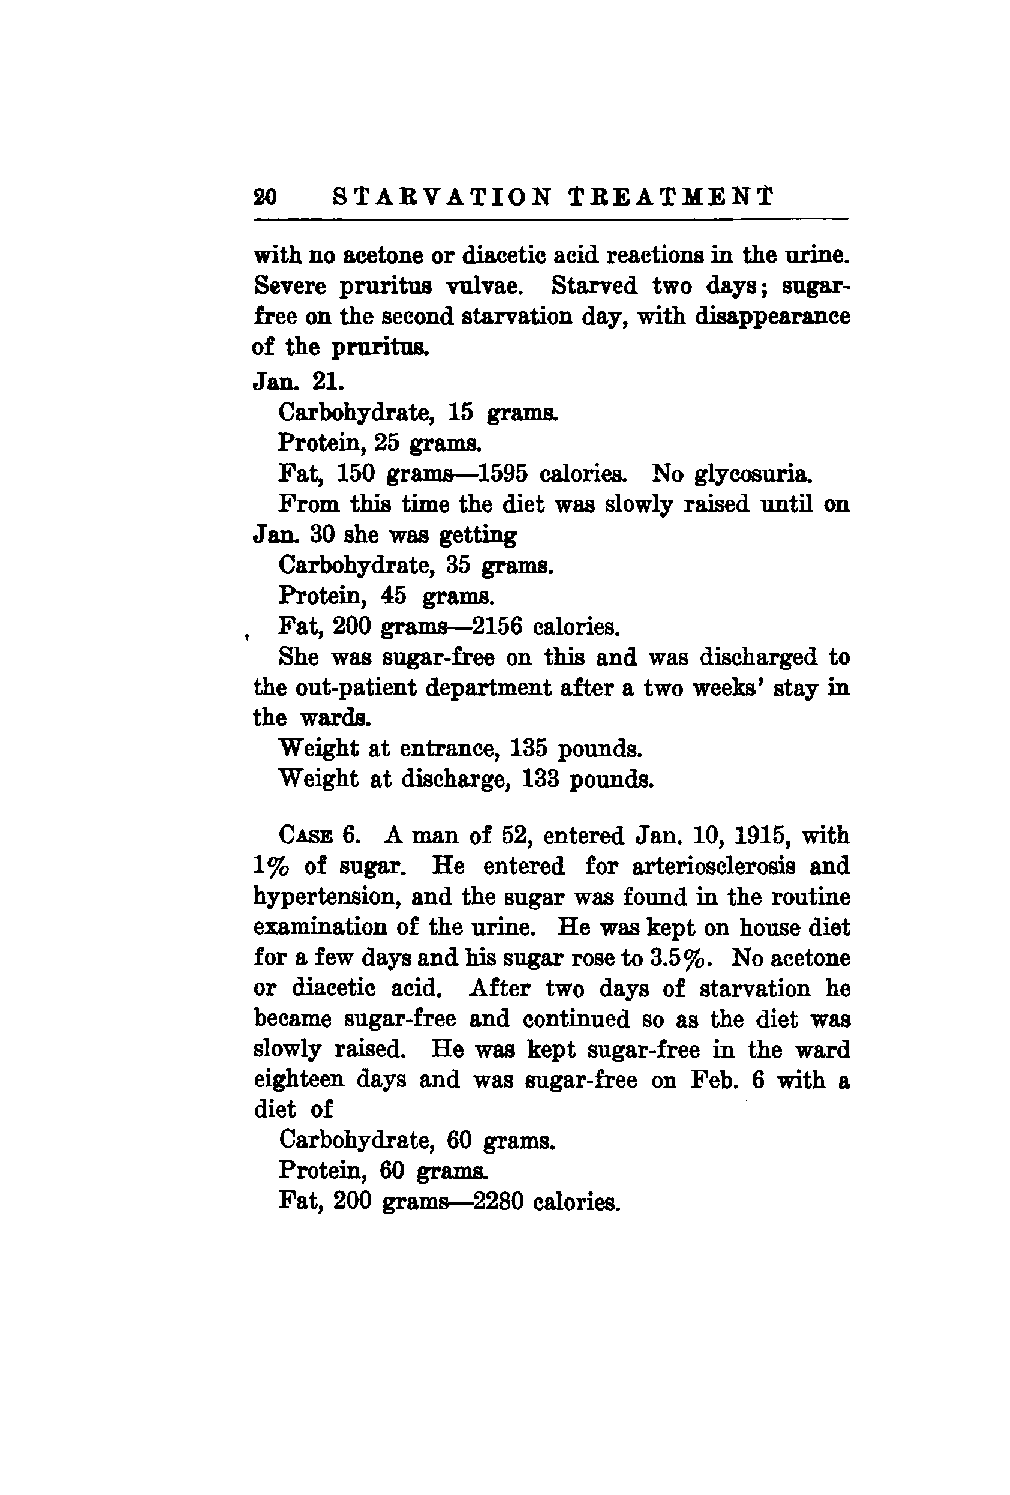 20 STARVATION TREATMENT
with no acetone or diacetic acid reactions in the urine.
Severe pruritus vulvae. Starved two days; sugar-
free on the second starvation day, with disappearance
of the pruritus.
Jan. 21.
Carbohydrate, 15 grams.
Protein, 25 grams.
Fat, 150 grams—1595 calories. No glycosuria.
From this time the diet was slowly raised until on
Jan. 30 she was getting
Carbohydrate, 35 grams.
Protein, 45 grams.
Fat, 200 grams—2156 calories.
She was sugar-free on this and was discharged to
the out-patient department after a two weeks' stay in
the wards.
Weight at entrance, 135 pounds.
Weight at discharge, 133 pounds.
CASE 6. A man of 52, entered Jan. 10, 1915, with
1% of sugar. He entered for arteriosclerosis and
hypertension, and the sugar was found in the routine
examination of the urine. He was kept on house diet
for a few days and his sugar rose to 3.5%. No acetone
or diacetic acid. After two days of starvation he
became sugar-free and continued so as the diet was
slowly raised. He was kept sugar-free in the ward
eighteen days and was sugar-free on Feb. 6 with a
diet of
Carbohydrate, 60 grams.
Protein, 60 grams.
Fat, 200 grams—2280 calories.